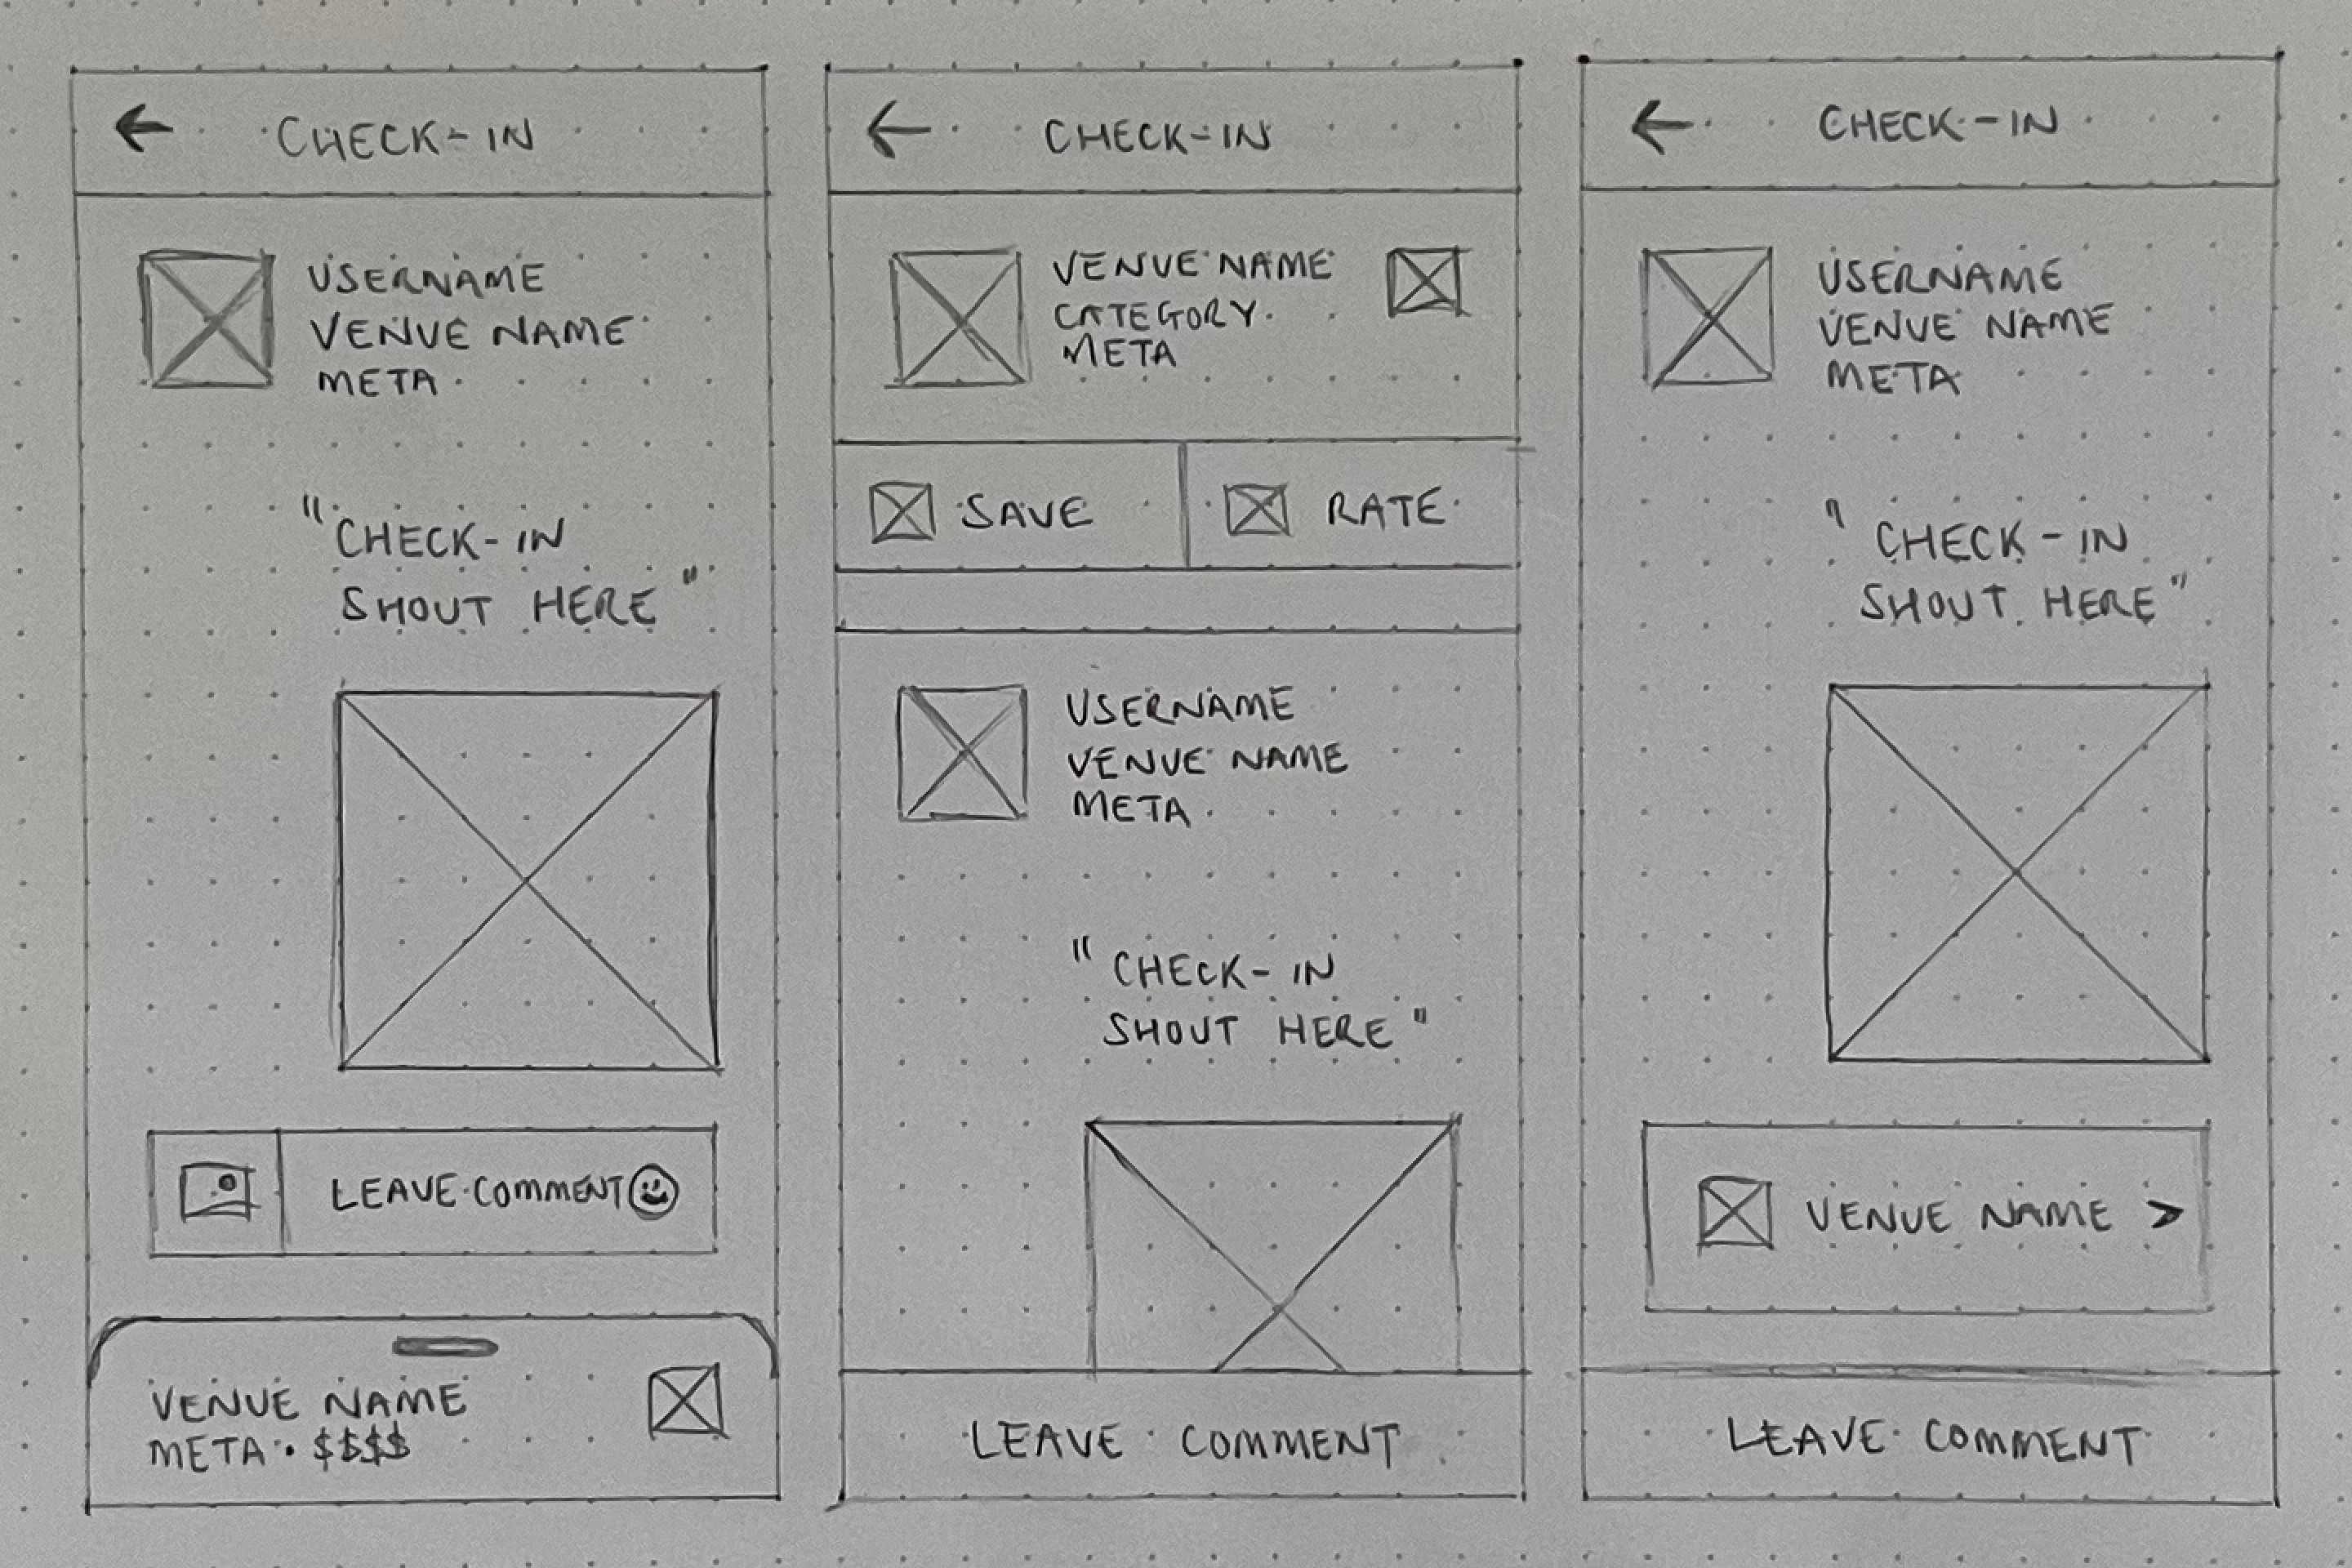 CHECK-IN
USERNAME
VENUE NAME
META
"CHECK-IN
SHOUT HERE"
LEAVE COMMENT
VENUE NAME
META • $$$$
CHECK-IN
VENUE NAME
CATEGORY
META
SAVE
RATE
USERNAME
VENUE NAME
META
"CHECK-IN
SHOUT HERE"
LEAVE COMMENT
CHECK-IN
USERNAME
VENUE NAME
META
"CHECK-IN
SHOUT HERE"
VENUE NAME >
LEAVE COMMENT